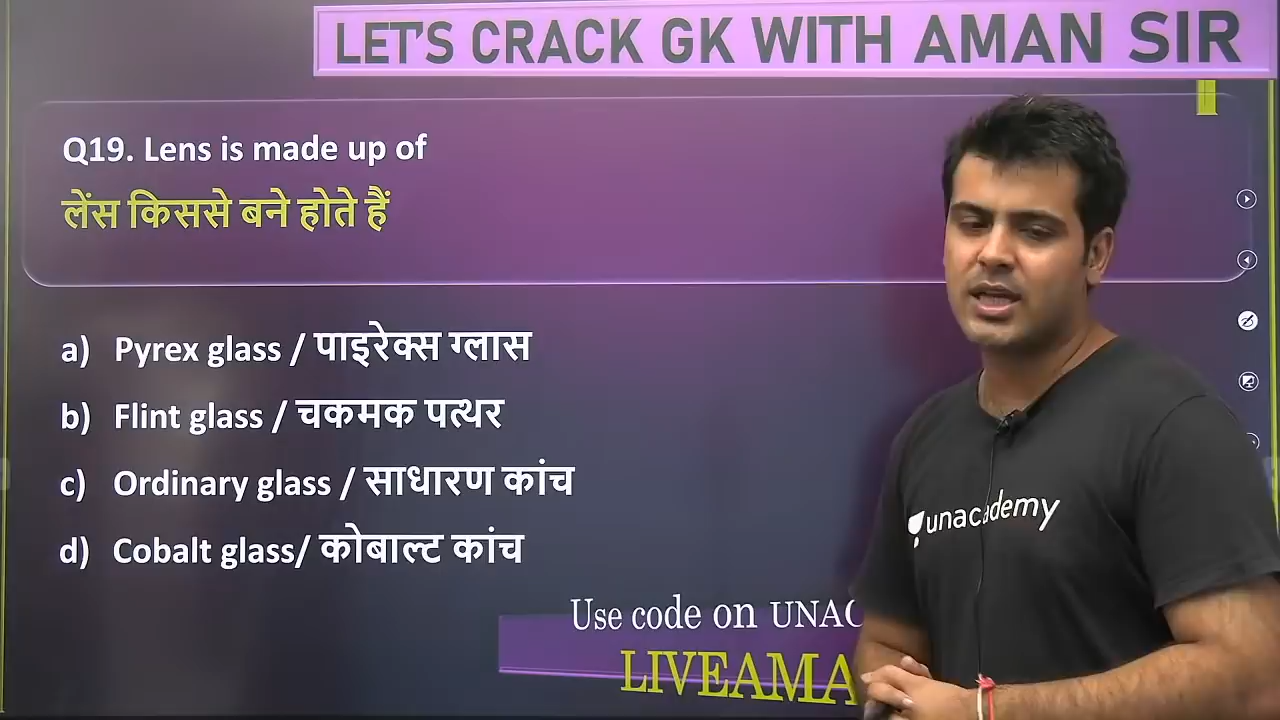 LET'S CRACK GK WITH AMAN SIR
Q19. Lens is made up of
लेंस किससे बने होते हैं
a) Pyrex glass / पाइरेक्स ग्लास
b) Flint glass / चकमक पत्थर
c) Ordinary glass / साधारण कांच
d) Cobalt glass/ कोबाल्ट कांच
unacademy
Use code on UNAC
LIVEAMA